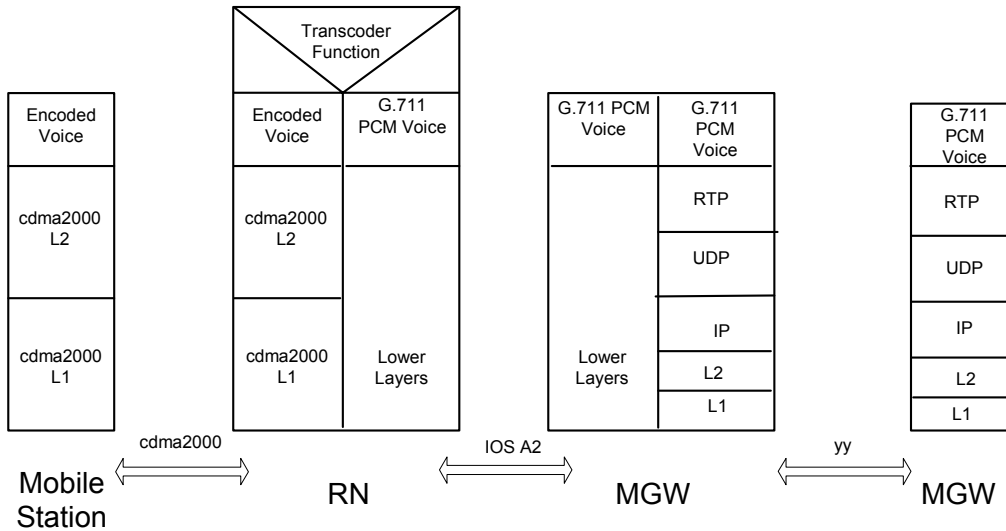 Transcoder
Function
Encoded
Voice
cdma2000
L2
cdma2000
L1
Encoded
Voice
cdma2000
L2
cdma2000
L1
G.711
PCM Voice
Lower
Layers
G.711 PCM
Voice
Lower
Layers
G.711
PCM
Voice
RTP
UDP
IP
L2
L1
G.711
PCM
Voice
RTP
UDP
IP
L2
L1
cdma2000
IOS A2
yy
Mobile
Station
RN
MGW
MGW